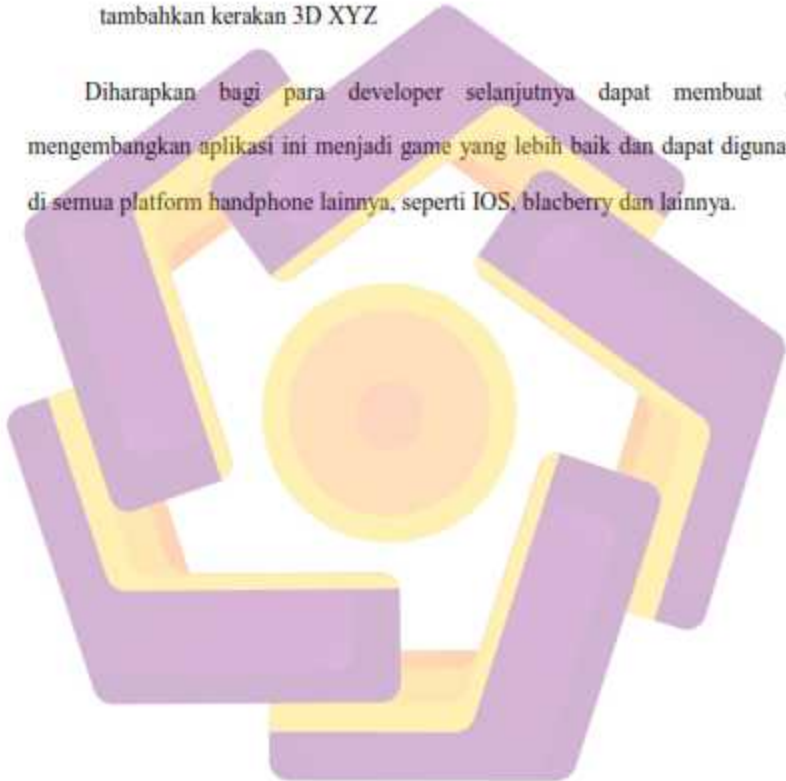 tambahkan kerakan 3D XYZ
Diharapkan bagi para developer selanjutnya dapat membuat
mengembangkan aplikasi ini menjadi game yang lebih baik dan dapat
di semua platform handphone lainnya, seperti IOS, blacberry dan lainnya.